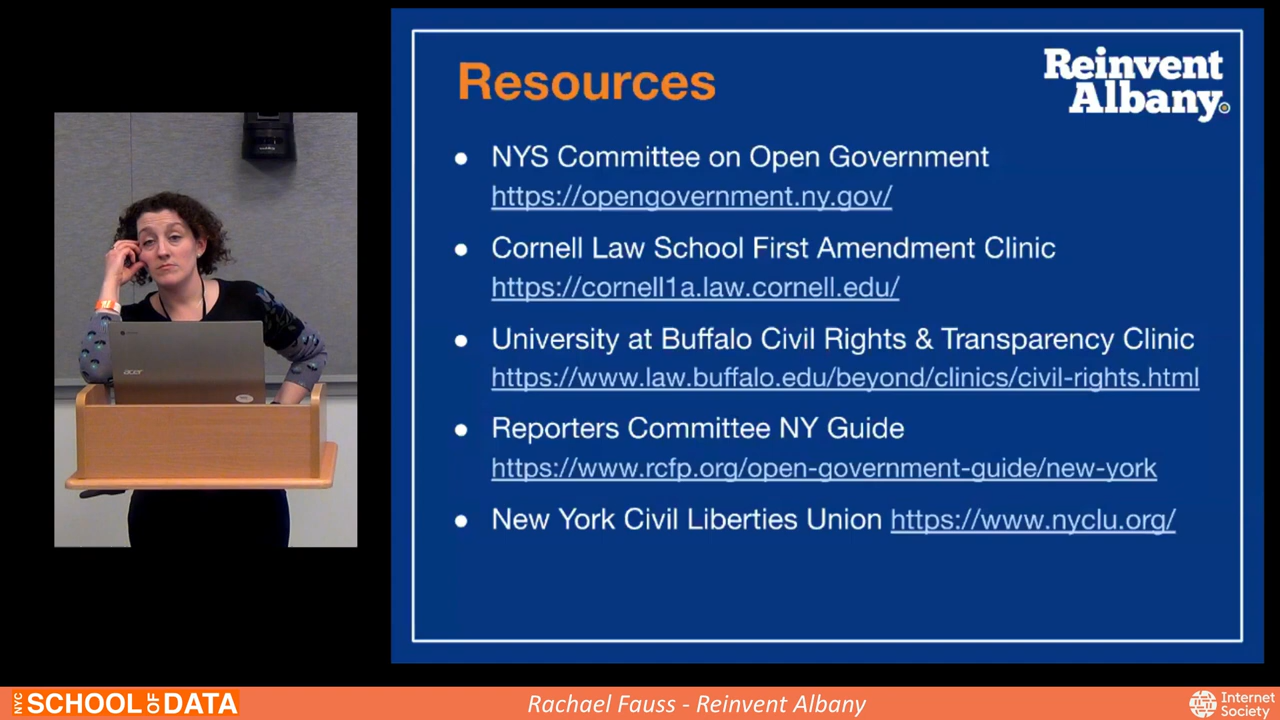 Resources
Reinvent
Albany
NYS Committee on Open Government
https://opengovernment.ny.gov/
Cornell Law School First Amendment Clinic
https://cornell1a.law.cornell.edu/
University at Buffalo Civil Rights & Transparency Clinic
https://www.law.buffalo.edu/beyond/clinics/civil-rights.html
Reporters Committee NY Guide
https://www.rcfp.org/open-government-guide/new-york
New York Civil Liberties Union https://www.nyclu.org/
acer
NYC SCHOOL OF DATA
Rachael Fauss - Reinvent Albany
Internet
Society